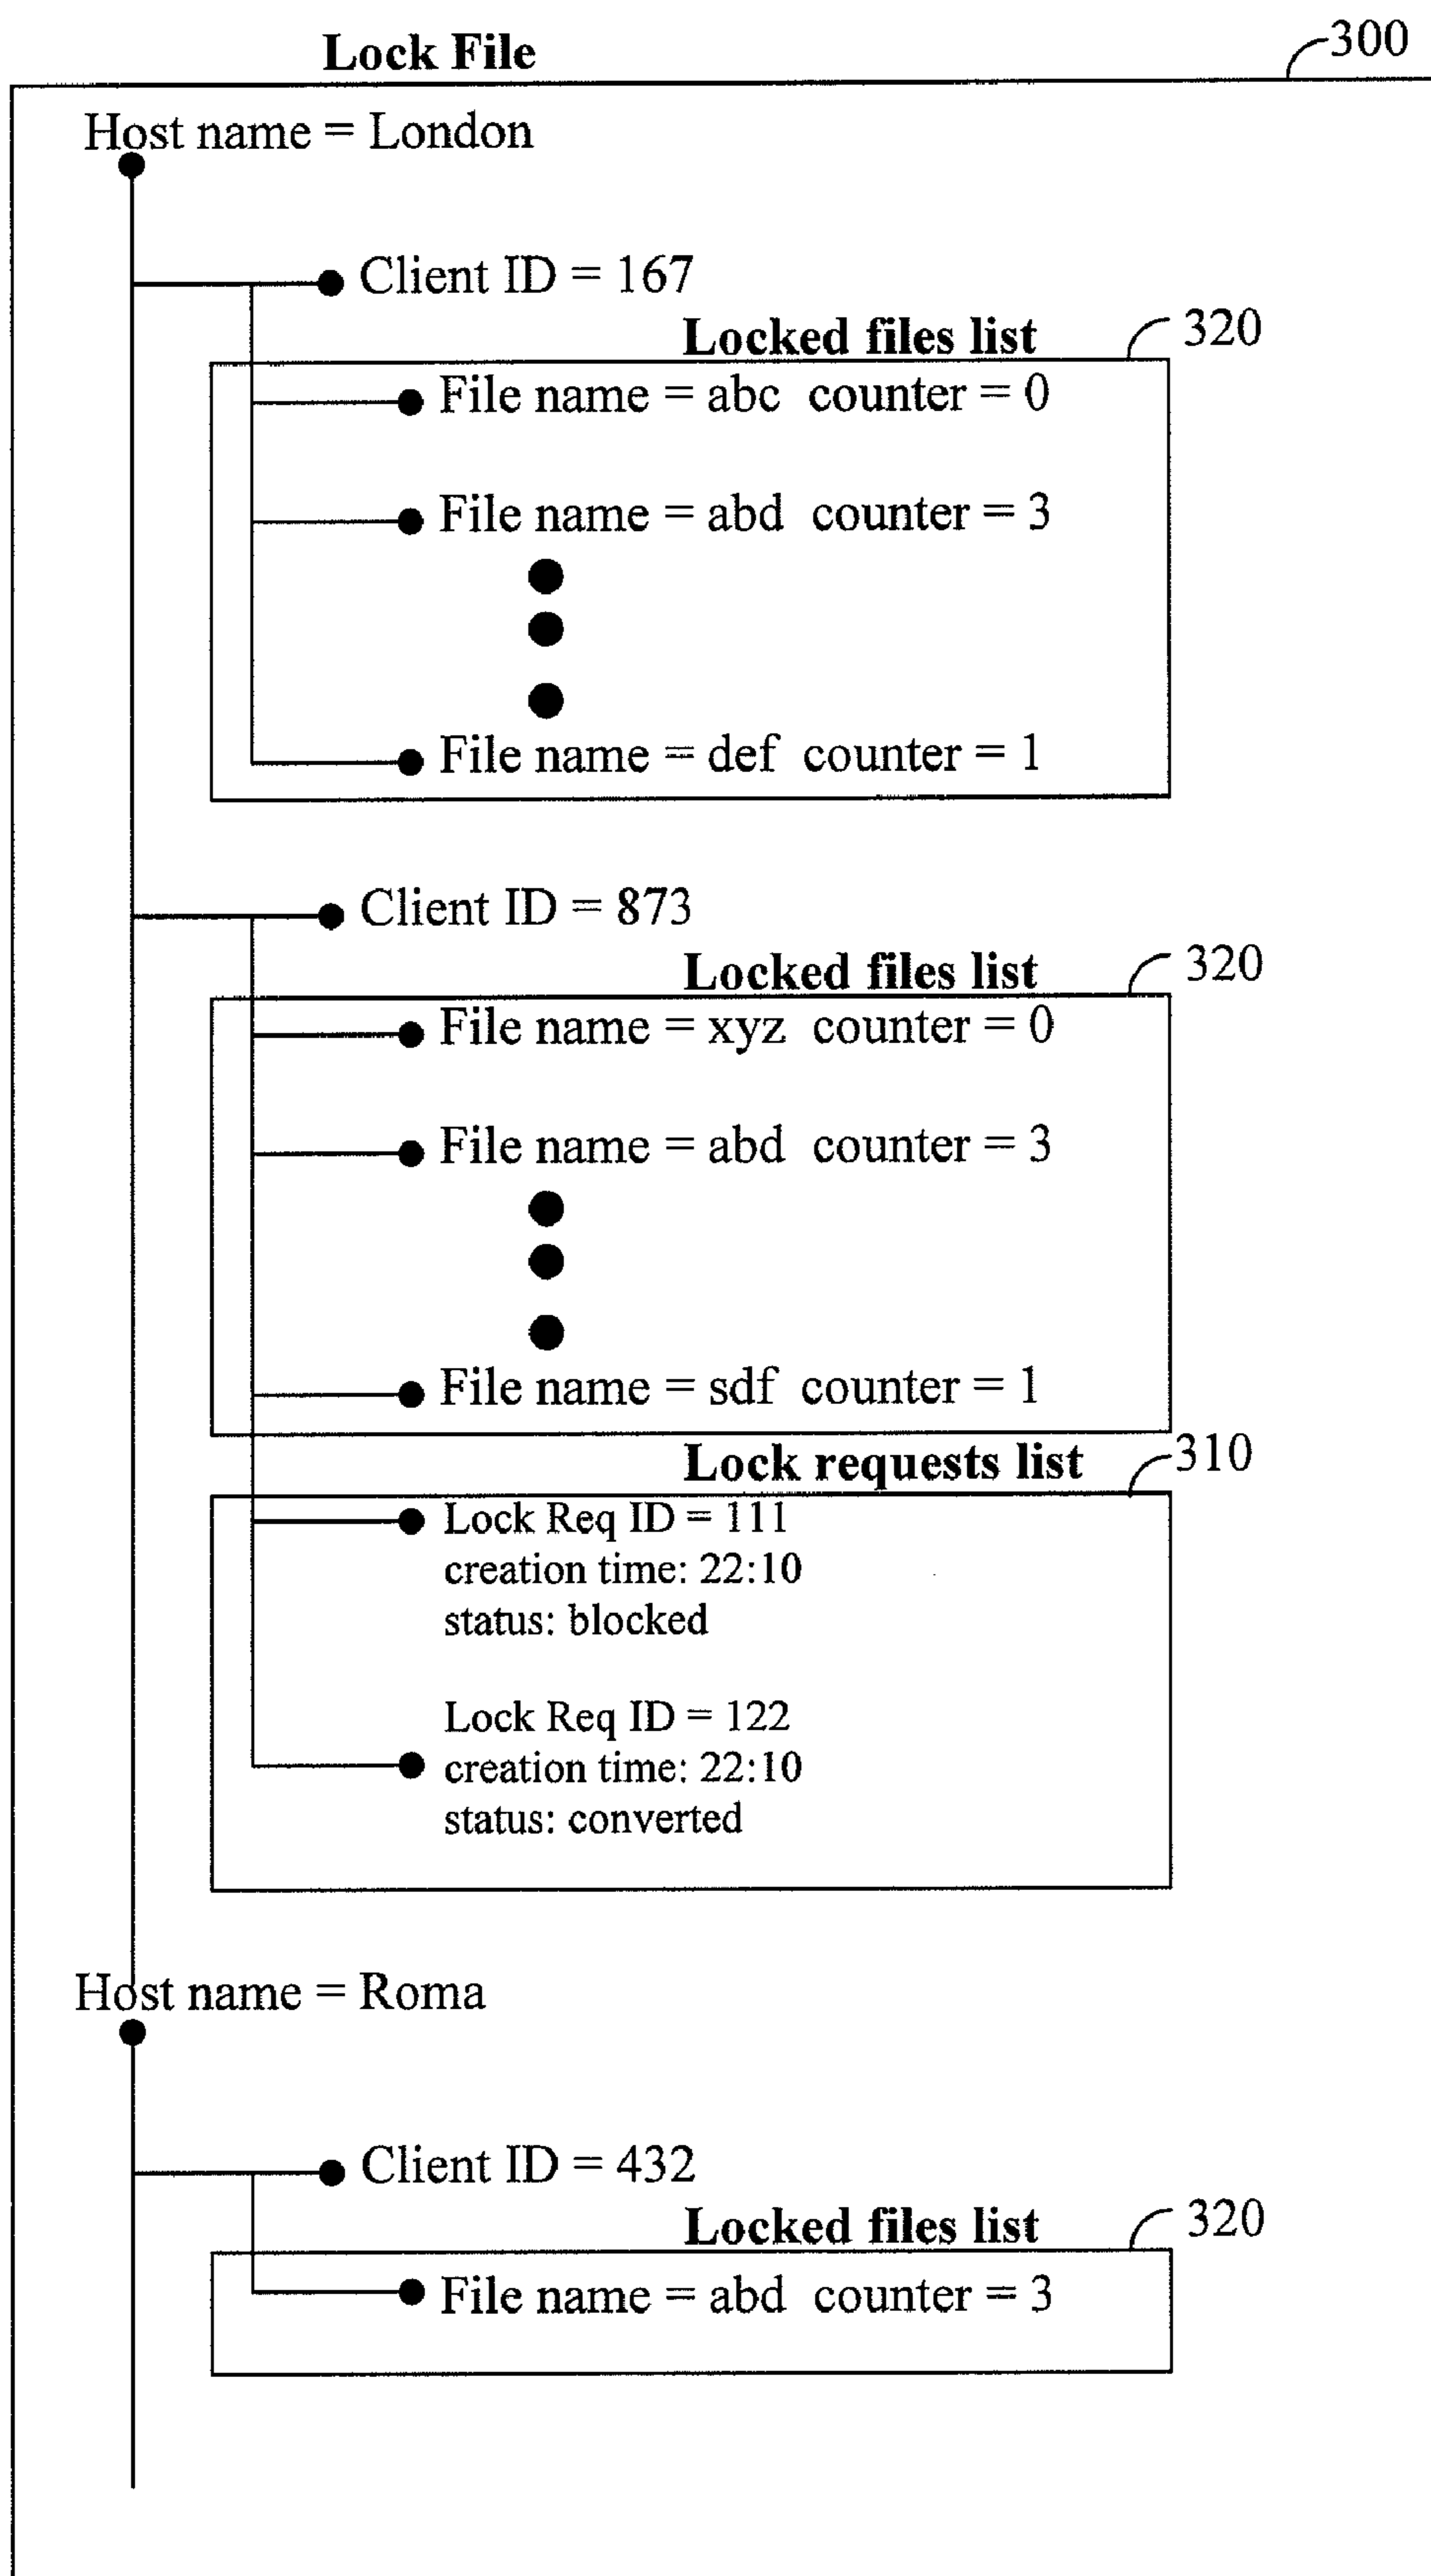 Lock File
300
Host name = London
Client ID = 167
Locked files list
320
File name = abc counter = 0
File name = abd counter = 3
File name = def counter = 1
Client ID = 873
Locked files list
320
File name = xyz counter = 0
File name = abd counter = 3
File name = sdf counter = 1
Lock requests list
310
Lock Req ID = 111
creation time: 22:10
status: blocked
Lock Req ID = 122
creation time: 22:10
status: converted
Host name = Roma
Client ID = 432
Locked files list
320
File name = abd counter = 3